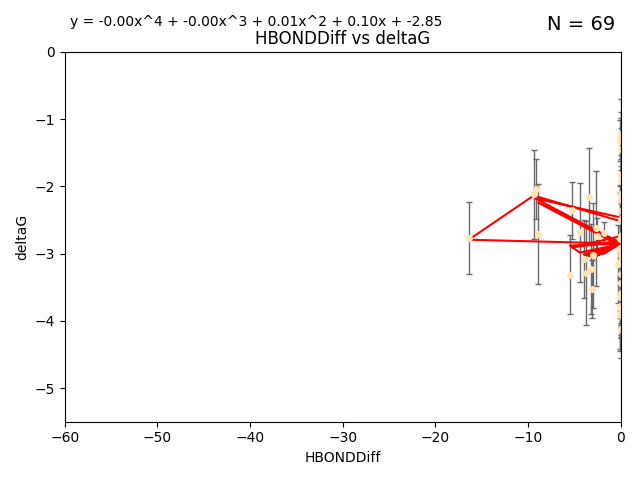 y = -0.00x^4 + -0.00x^3 + 0.01x^2 + 0.10x + -2.85
N = 69
HBONDDiff vs deltaG
0
−1
−2
−3
−4
−5
deltaG
−60
−50
−40
−30
−20
−10
0
HBONDDiff